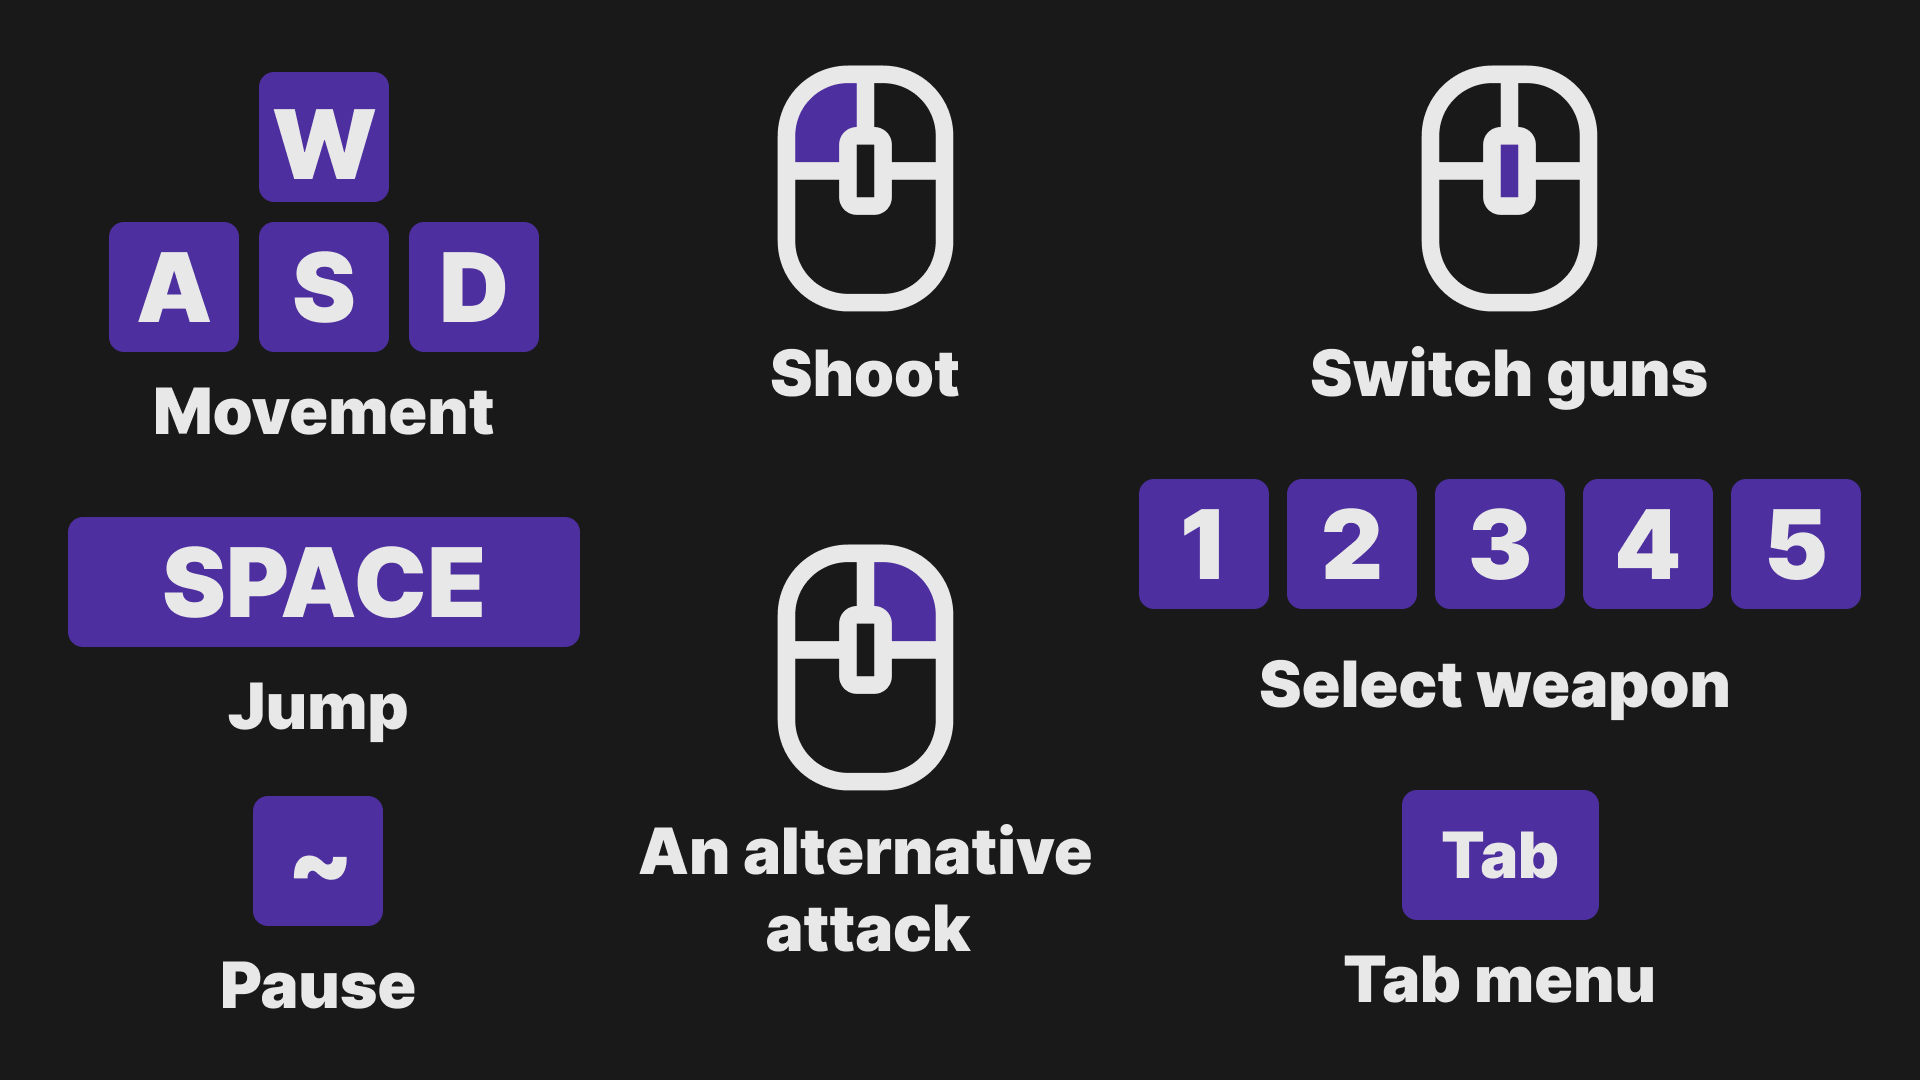 W
A S D
Movement
SPACE
Jump
~
Pause
Shoot
An alternative
attack
Switch guns
1 2 3 4 5
Select weapon
Tab
Tab menu